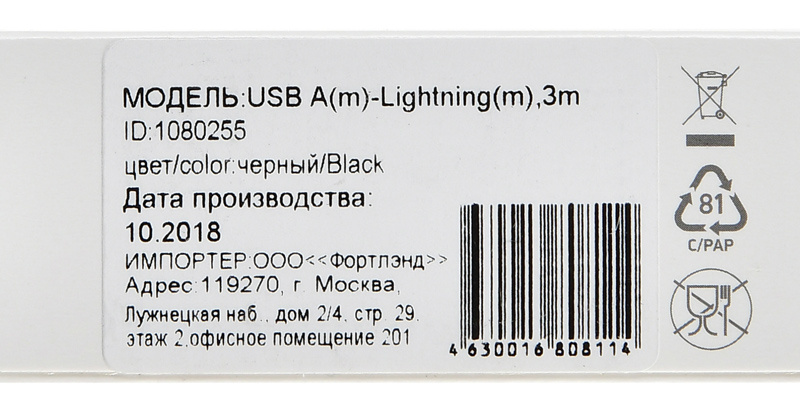 МОДЕЛЬ:USB A(m)-Lightning(m),3m
ID:1080255
цвет/color:черный/Black
Дата производства:
10.2018
ИМПОРТЕР:ООО<<Фортлэнд>>
Адрес:119270, г. Москва,
Лужнецкая наб., дом 2/4, стр. 29,
этаж 2,офисное помещение 201
4 630016 808114
81
C/PAP